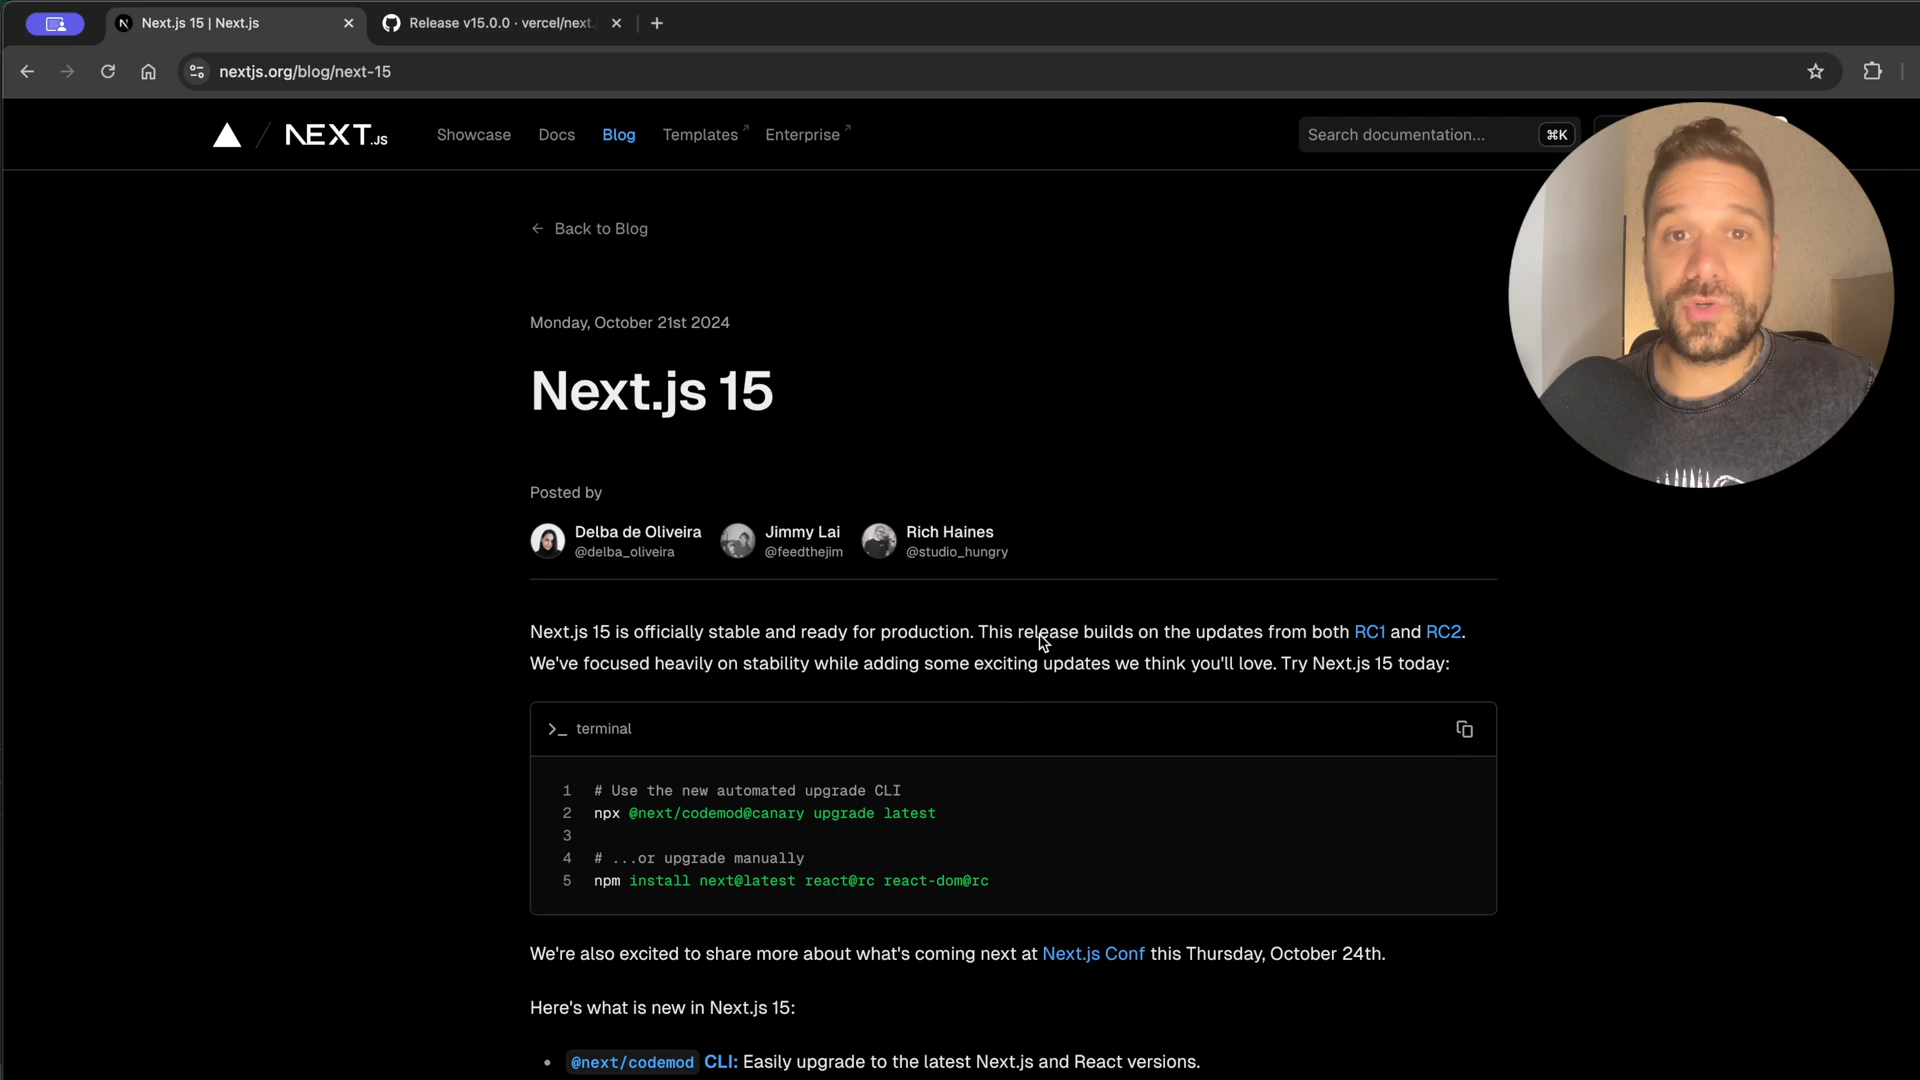 Next.js 15 | Next.js
Release v15.0.0 · vercel/next.
nextjs.org/blog/next-15
NEXT.JS
Showcase
Docs
Blog
Templates
Enterprise
Search documentation...
⌘K
Back to Blog
Monday, October 21st 2024
Next.js 15
Posted by
Delba de Oliveira
@delba_oliveira
Jimmy Lai
@feedthejim
Rich Haines
@studio_hungry
Next.js 15 is officially stable and ready for production. This release builds on the updates from both RC1 and RC2.
We've focused heavily on stability while adding some exciting updates we think you'll love. Try Next.js 15 today:
>_ terminal
1 # Use the new automated upgrade CLI
2 npx @next/codemod@canary upgrade latest
3
4 # ...or upgrade manually
5 npm install next@latest react@rc react-dom@rc
We're also excited to share more about what's coming next at Next.js Conf this Thursday, October 24th.
Here's what is new in Next.js 15:
• @next/codemod CLI: Easily upgrade to the latest Next.js and React versions.